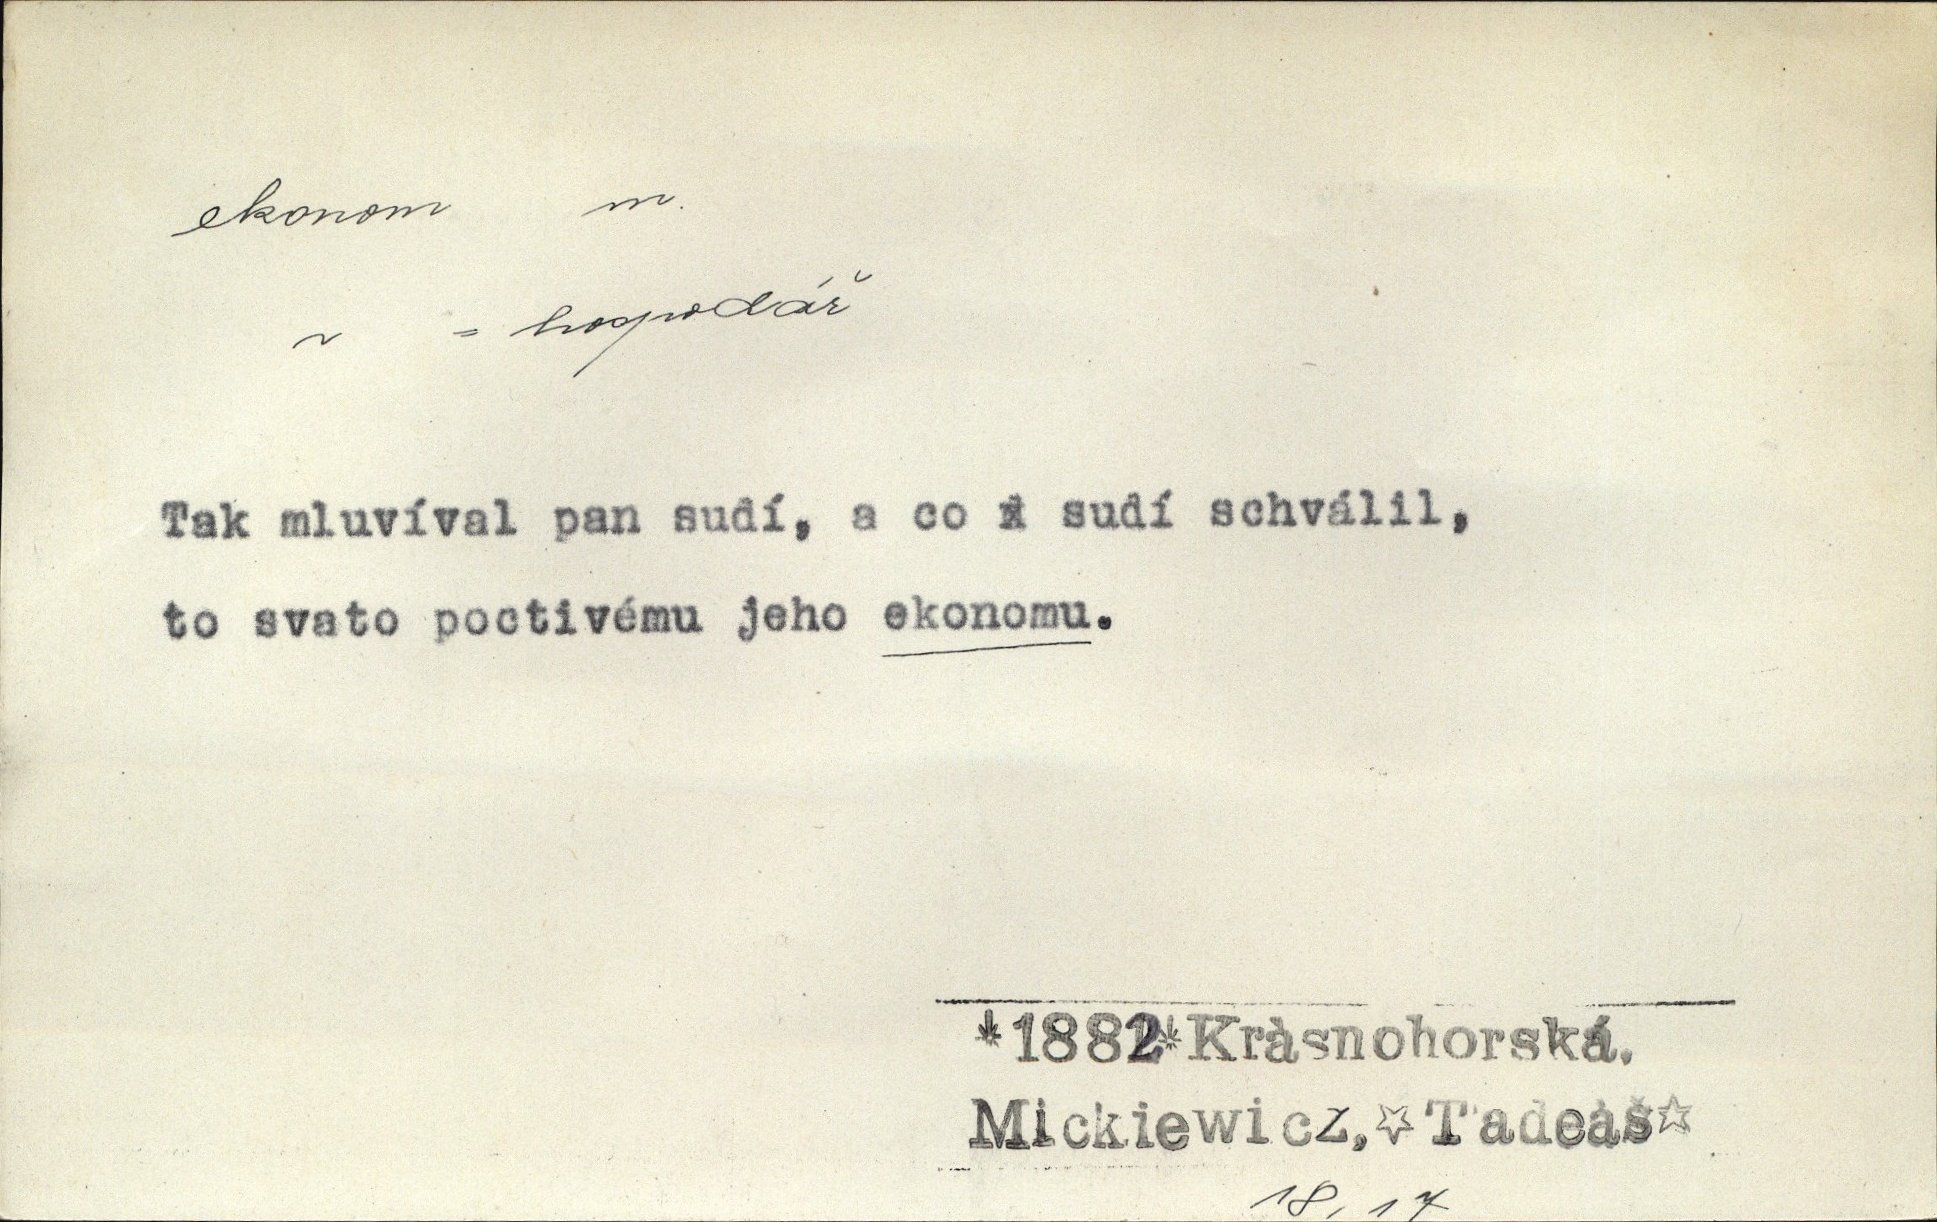 ekonom m.
~ = hospodář
Tak mluvíval pan sudí, a co sudí schválil,
to svato poctivému jeho ekonomu.
*1882*Krásnohorská.
Mickiewicz,☆Tadeáš☆
18, 17